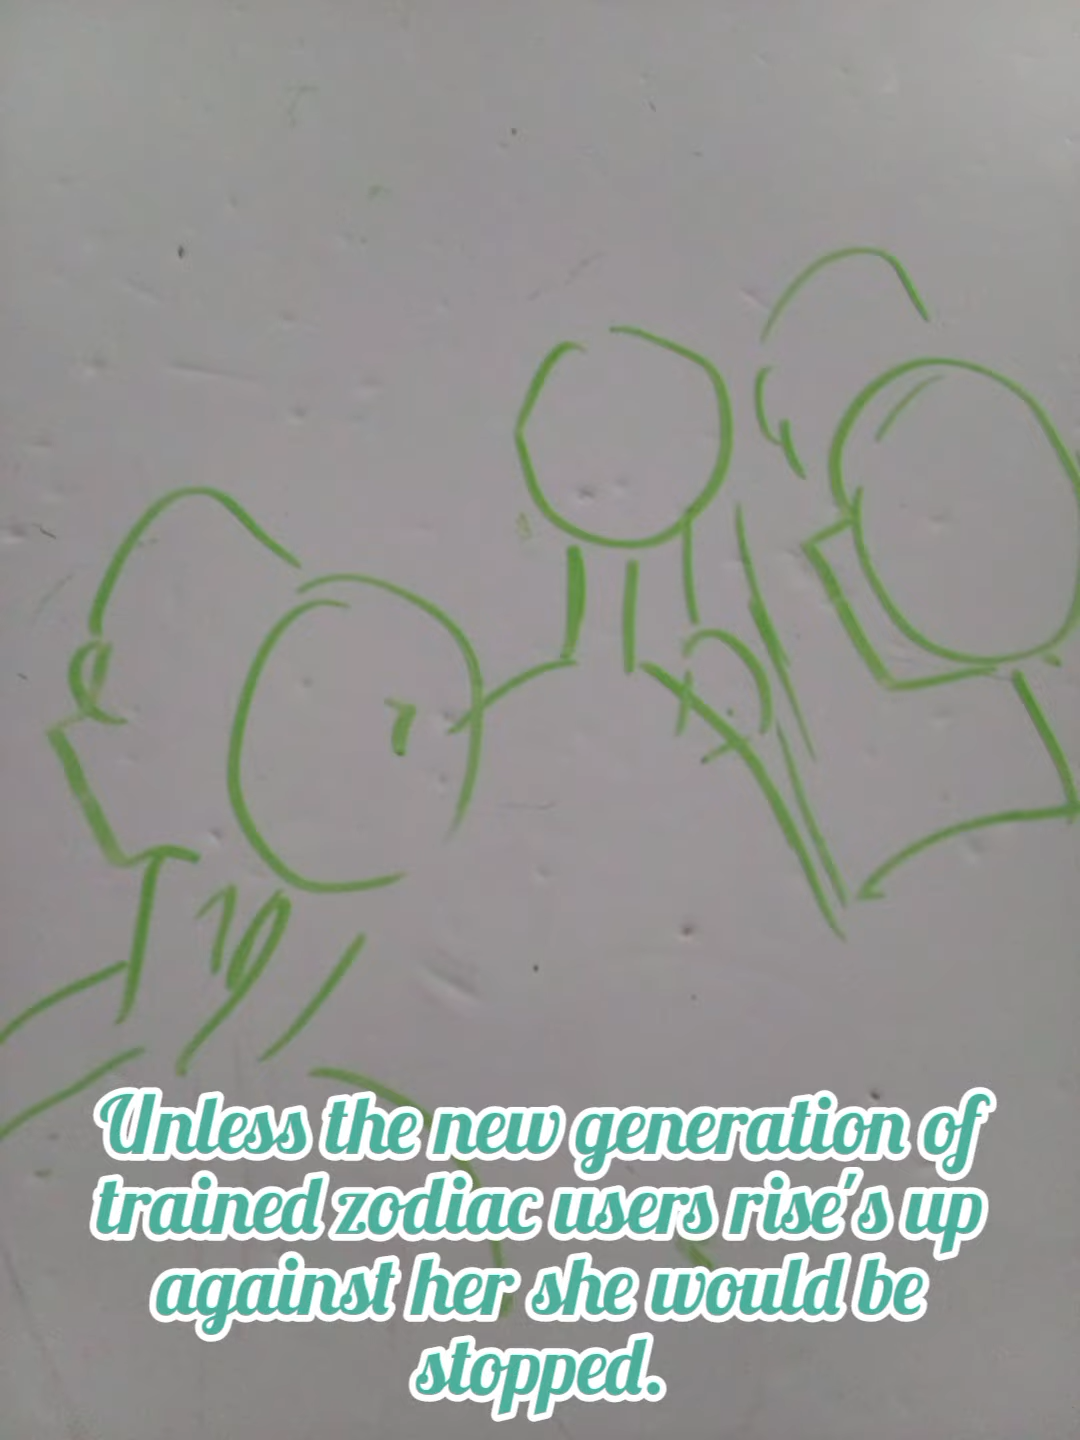 Unless the new generation of
trained zodiac users rise's up
against her she would be
stopped.